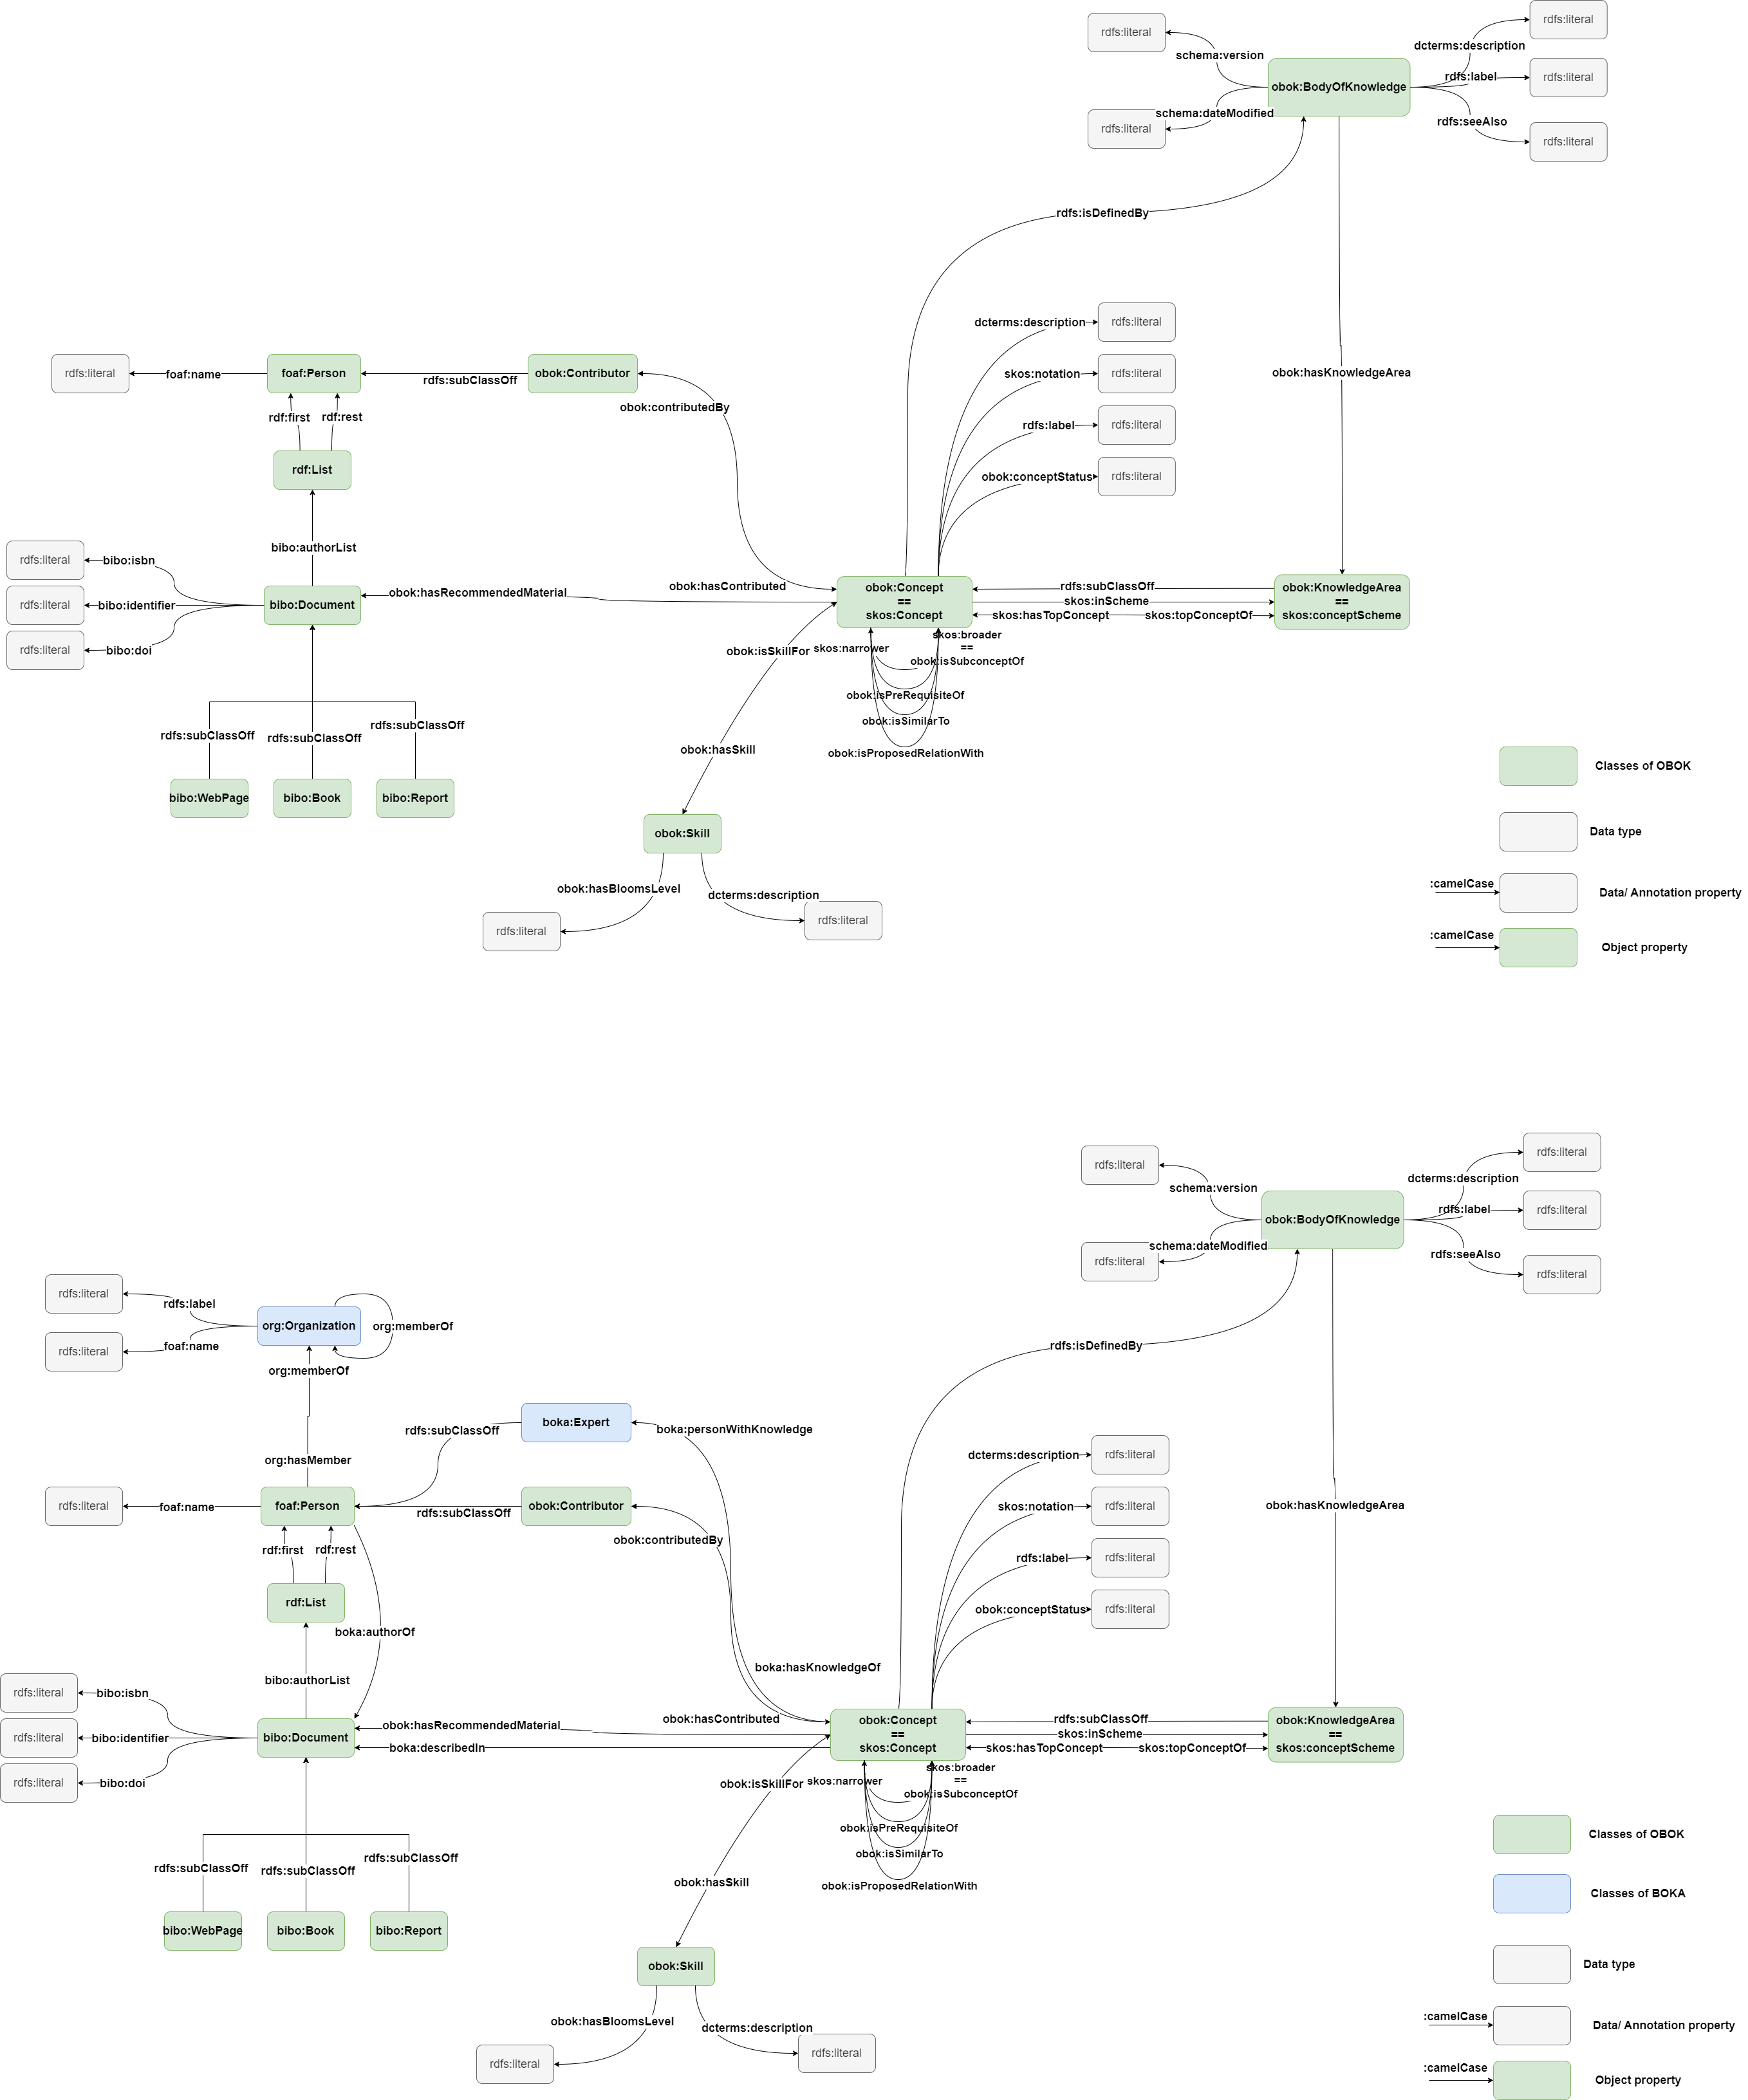 rdfs:literal
rdfs:literal
dcterms:description
schema:version
rdfs:label
rdfs:literal
obok:BodyOfKnowledge
schema:dateModified
rdfs:literal
rdfs:seeAlso
rdfs:literal
rdfs:isDefinedBy
dcterms:description
rdfs:literal
rdfs:literal
foaf:name
foaf:Person
rdfs:subClassOff
obok:Contributor
skos:notation
rdfs:literal
obok:hasKnowledgeArea
obok:contributedBy
rdf:first
rdf:rest
rdfs:label
rdfs:literal
rdf:List
obok:conceptStatus
rdfs:literal
bibo:authorList
rdfs:literal
bibo:isbn
obok:hasContributed
obok:hasRecommendedMaterial
rdfs:literal
bibo:identifier
bibo:Document
obok:Concept
==
skos:Concept
rdfs:subClassOff
skos:inScheme
skos:hasTopConcept
skos:topConceptOf
obok:KnowledgeArea
==
skos:conceptScheme
rdfs:literal
bibo:doi
obok:isSkillFor
skos:narrower
skos:broader
==
obok:isSubconceptOf
obok:isPreRequisiteOf
obok:isSimilarTo
obok:isProposedRelationWith
rdfs:subClassOff
rdfs:subClassOff
rdfs:subClassOff
obok:hasSkill
bibo:WebPage
bibo:Book
bibo:Report
Classes of OBOK
obok:Skill
Data type
obok:hasBloomsLevel
dcterms:description
:camelCase
Data/ Annotation property
rdfs:literal
rdfs:literal
:camelCase
Object property
rdfs:literal
rdfs:literal
dcterms:description
schema:version
rdfs:label
rdfs:literal
obok:BodyOfKnowledge
schema:dateModified
rdfs:literal
rdfs:seeAlso
rdfs:literal
rdfs:literal
rdfs:label
org:Organization
org:memberOf
rdfs:literal
foaf:name
rdfs:isDefinedBy
org:memberOf
rdfs:subClassOff
boka:Expert
boka:personWithKnowledge
org:hasMember
dcterms:description
rdfs:literal
rdfs:literal
foaf:name
foaf:Person
rdfs:subClassOff
obok:Contributor
skos:notation
rdfs:literal
obok:hasKnowledgeArea
obok:contributedBy
rdf:first
rdf:rest
rdfs:label
rdfs:literal
rdf:List
obok:conceptStatus
rdfs:literal
boka:authorOf
boka:hasKnowledgeOf
bibo:authorList
rdfs:literal
bibo:isbn
obok:hasContributed
obok:hasRecommendedMaterial
rdfs:literal
bibo:identifier
bibo:Document
boka:describedIn
obok:Concept
==
skos:Concept
rdfs:subClassOff
skos:inScheme
skos:hasTopConcept
skos:topConceptOf
obok:KnowledgeArea
==
skos:conceptScheme
rdfs:literal
bibo:doi
obok:isSkillFor
skos:narrower
skos:broader
==
obok:isSubconceptOf
obok:isPreRequisiteOf
obok:isSimilarTo
obok:isProposedRelationWith
rdfs:subClassOff
rdfs:subClassOff
rdfs:subClassOff
obok:hasSkill
Classes of OBOK
Classes of BOKA
bibo:WebPage
bibo:Book
bibo:Report
obok:Skill
Data type
obok:hasBloomsLevel
dcterms:description
:camelCase
Data/ Annotation property
rdfs:literal
rdfs:literal
:camelCase
Object property